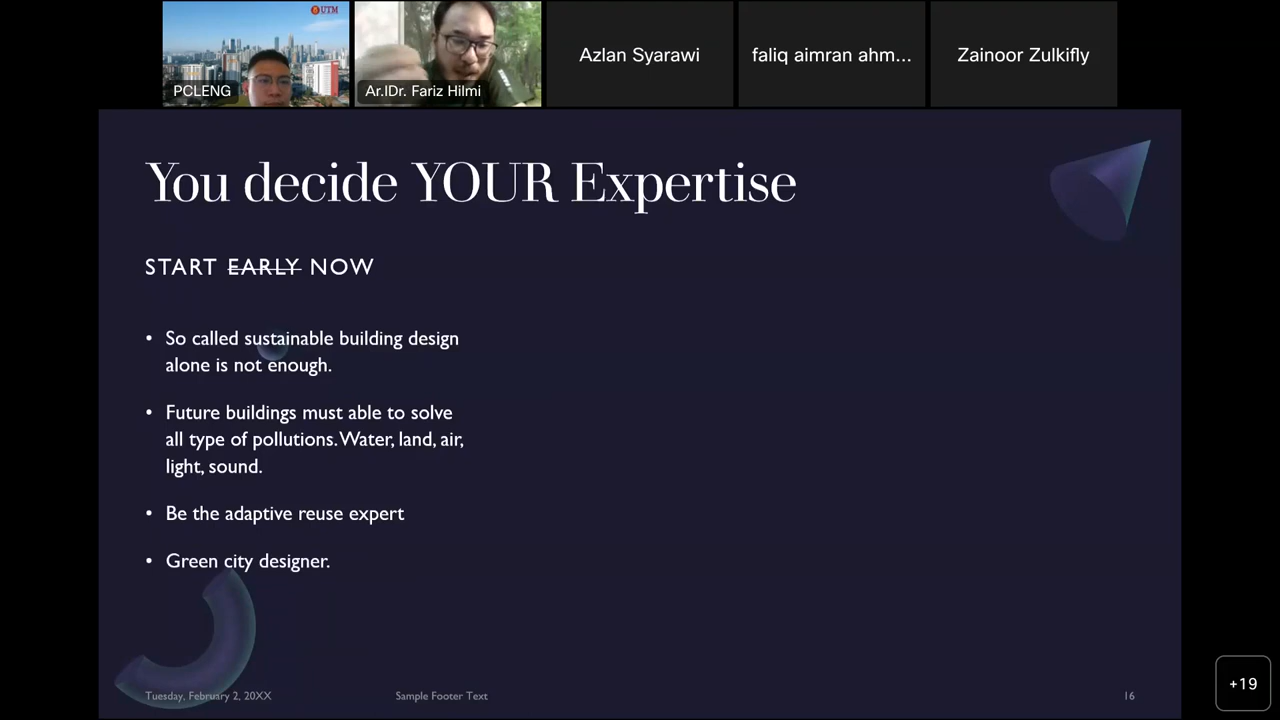 UTM
PCLENG
Ar.IDr. Fariz Hilmi
Azlan Syarawi
faliq aimran ahm...
Zainoor Zulkifly
You decide YOUR Expertise
START EARLY NOW
• So called sustainable building design
alone is not enough.
• Future buildings must able to solve
all type of pollutions. Water, land, air,
light, sound.
• Be the adaptive reuse expert
• Green city designer.
Tuesday, February 2, 20XX
Sample Footer Text
16
+19